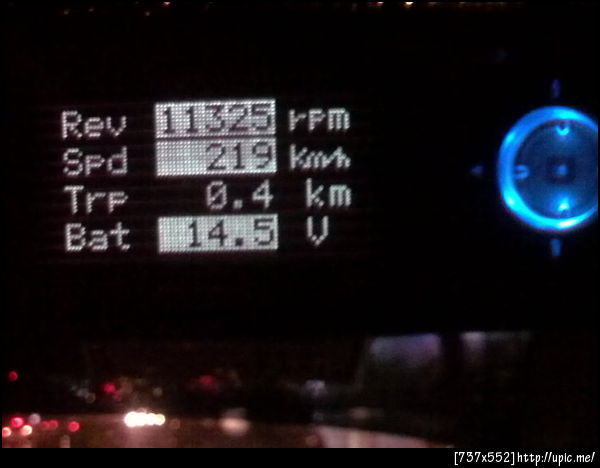 Rev 11325 rpm
Spd 219 Km/h
Trp 0.4 km
Bat 14.5 V
[737x552]http://upic.me/